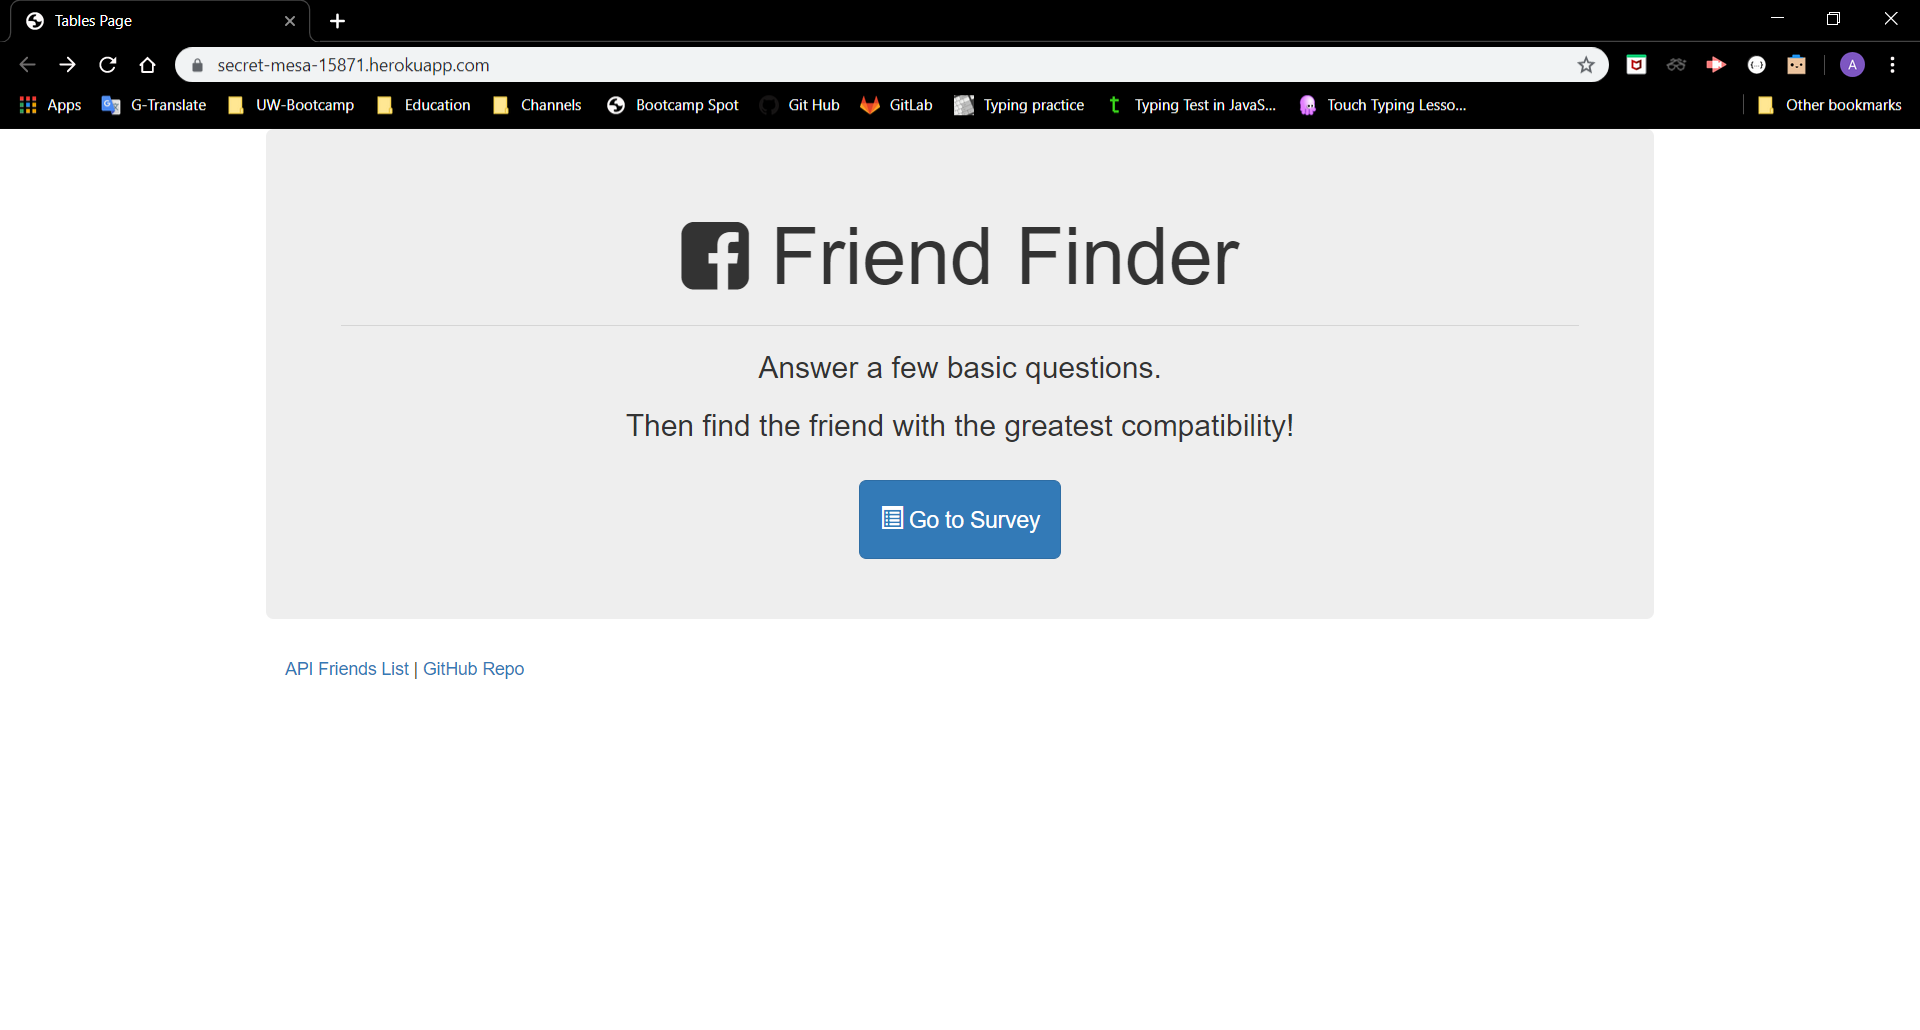 Tables Page
secret-mesa-15871.herokuapp.com
A
Apps G-Translate UW-Bootcamp Education Channels Bootcamp Spot Git Hub GitLab Typing practice Typing Test in JavaS... Touch Typing Lesso... Other bookmarks
Friend Finder
Answer a few basic questions.
Then find the friend with the greatest compatibility!
Go to Survey
API Friends List | GitHub Repo